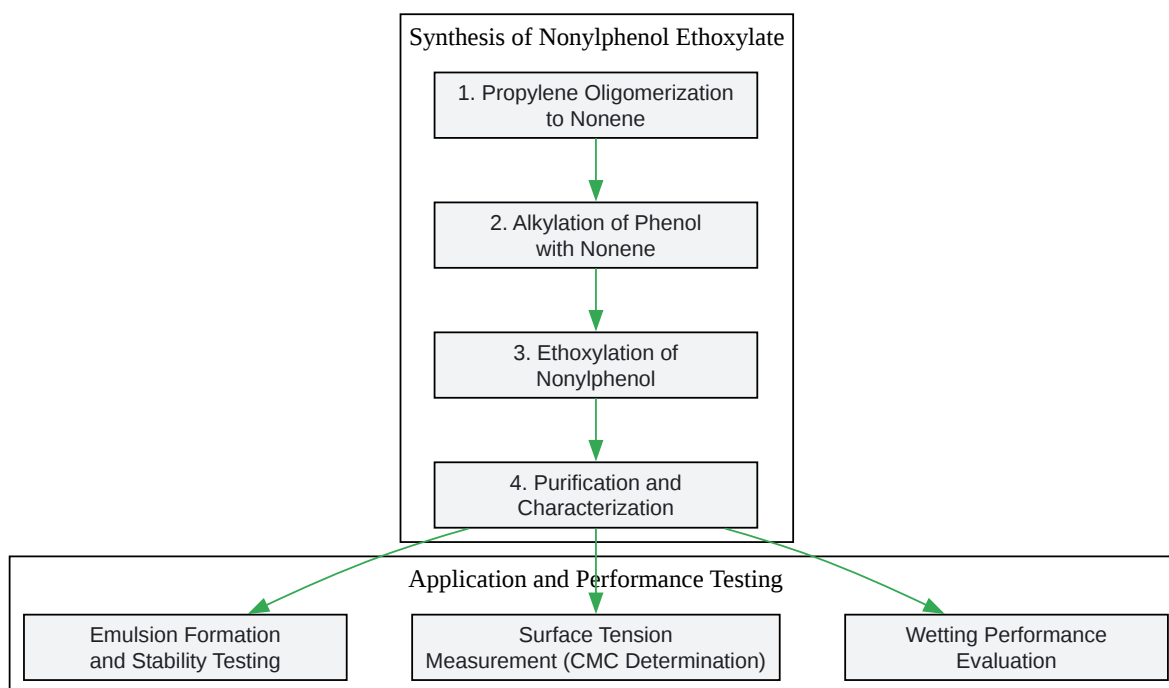 Synthesis of Nonylphenol Ethoxylate
1. Propylene Oligomerization
to Nonene
2. Alkylation of Phenol
with Nonene
3. Ethoxylation of
Nonylphenol
4. Purification and
Characterization
Application and Performance Testing
Emulsion Formation
and Stability Testing
Surface Tension
Measurement (CMC Determination)
Wetting Performance
Evaluation